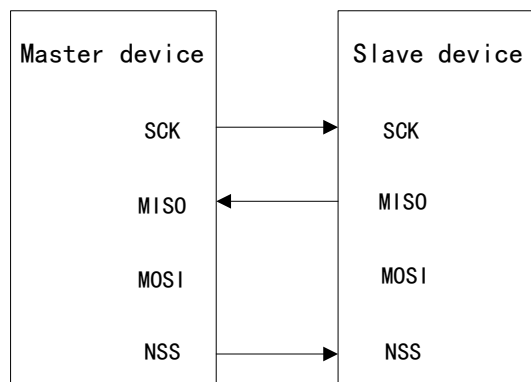 Master device
SCK
MISO
MOSI
NSS
Slave device
SCK
MISO
MOSI
NSS